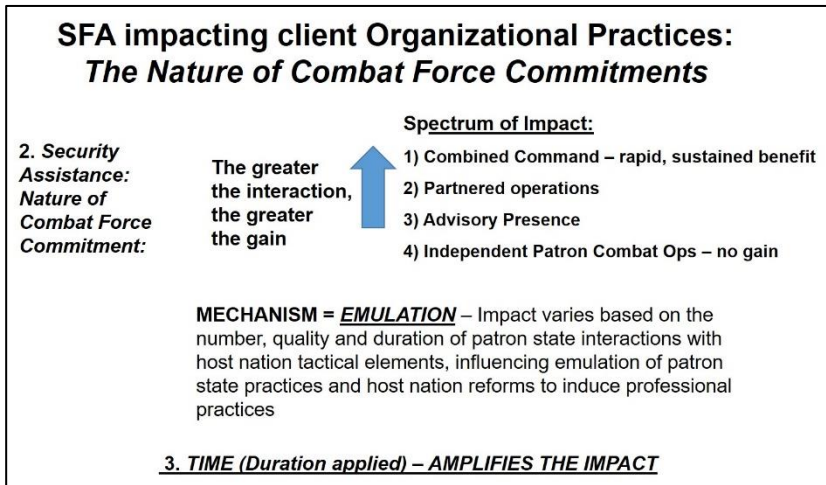 SFA impacting client Organizational Practices:
The Nature of Combat Force Commitments
2. Security
Assistance:
Nature of
Combat Force
Commitment:
The greater
the interaction,
the greater
the gain
Spectrum of Impact:
1) Combined Command – rapid, sustained benefit
2) Partnered operations
3) Advisory Presence
4) Independent Patron Combat Ops – no gain
MECHANISM = EMULATION – Impact varies based on the
number, quality and duration of patron state interactions with
host nation tactical elements, influencing emulation of patron
state practices and host nation reforms to induce professional
practices
3. TIME (Duration applied) – AMPLIFIES THE IMPACT